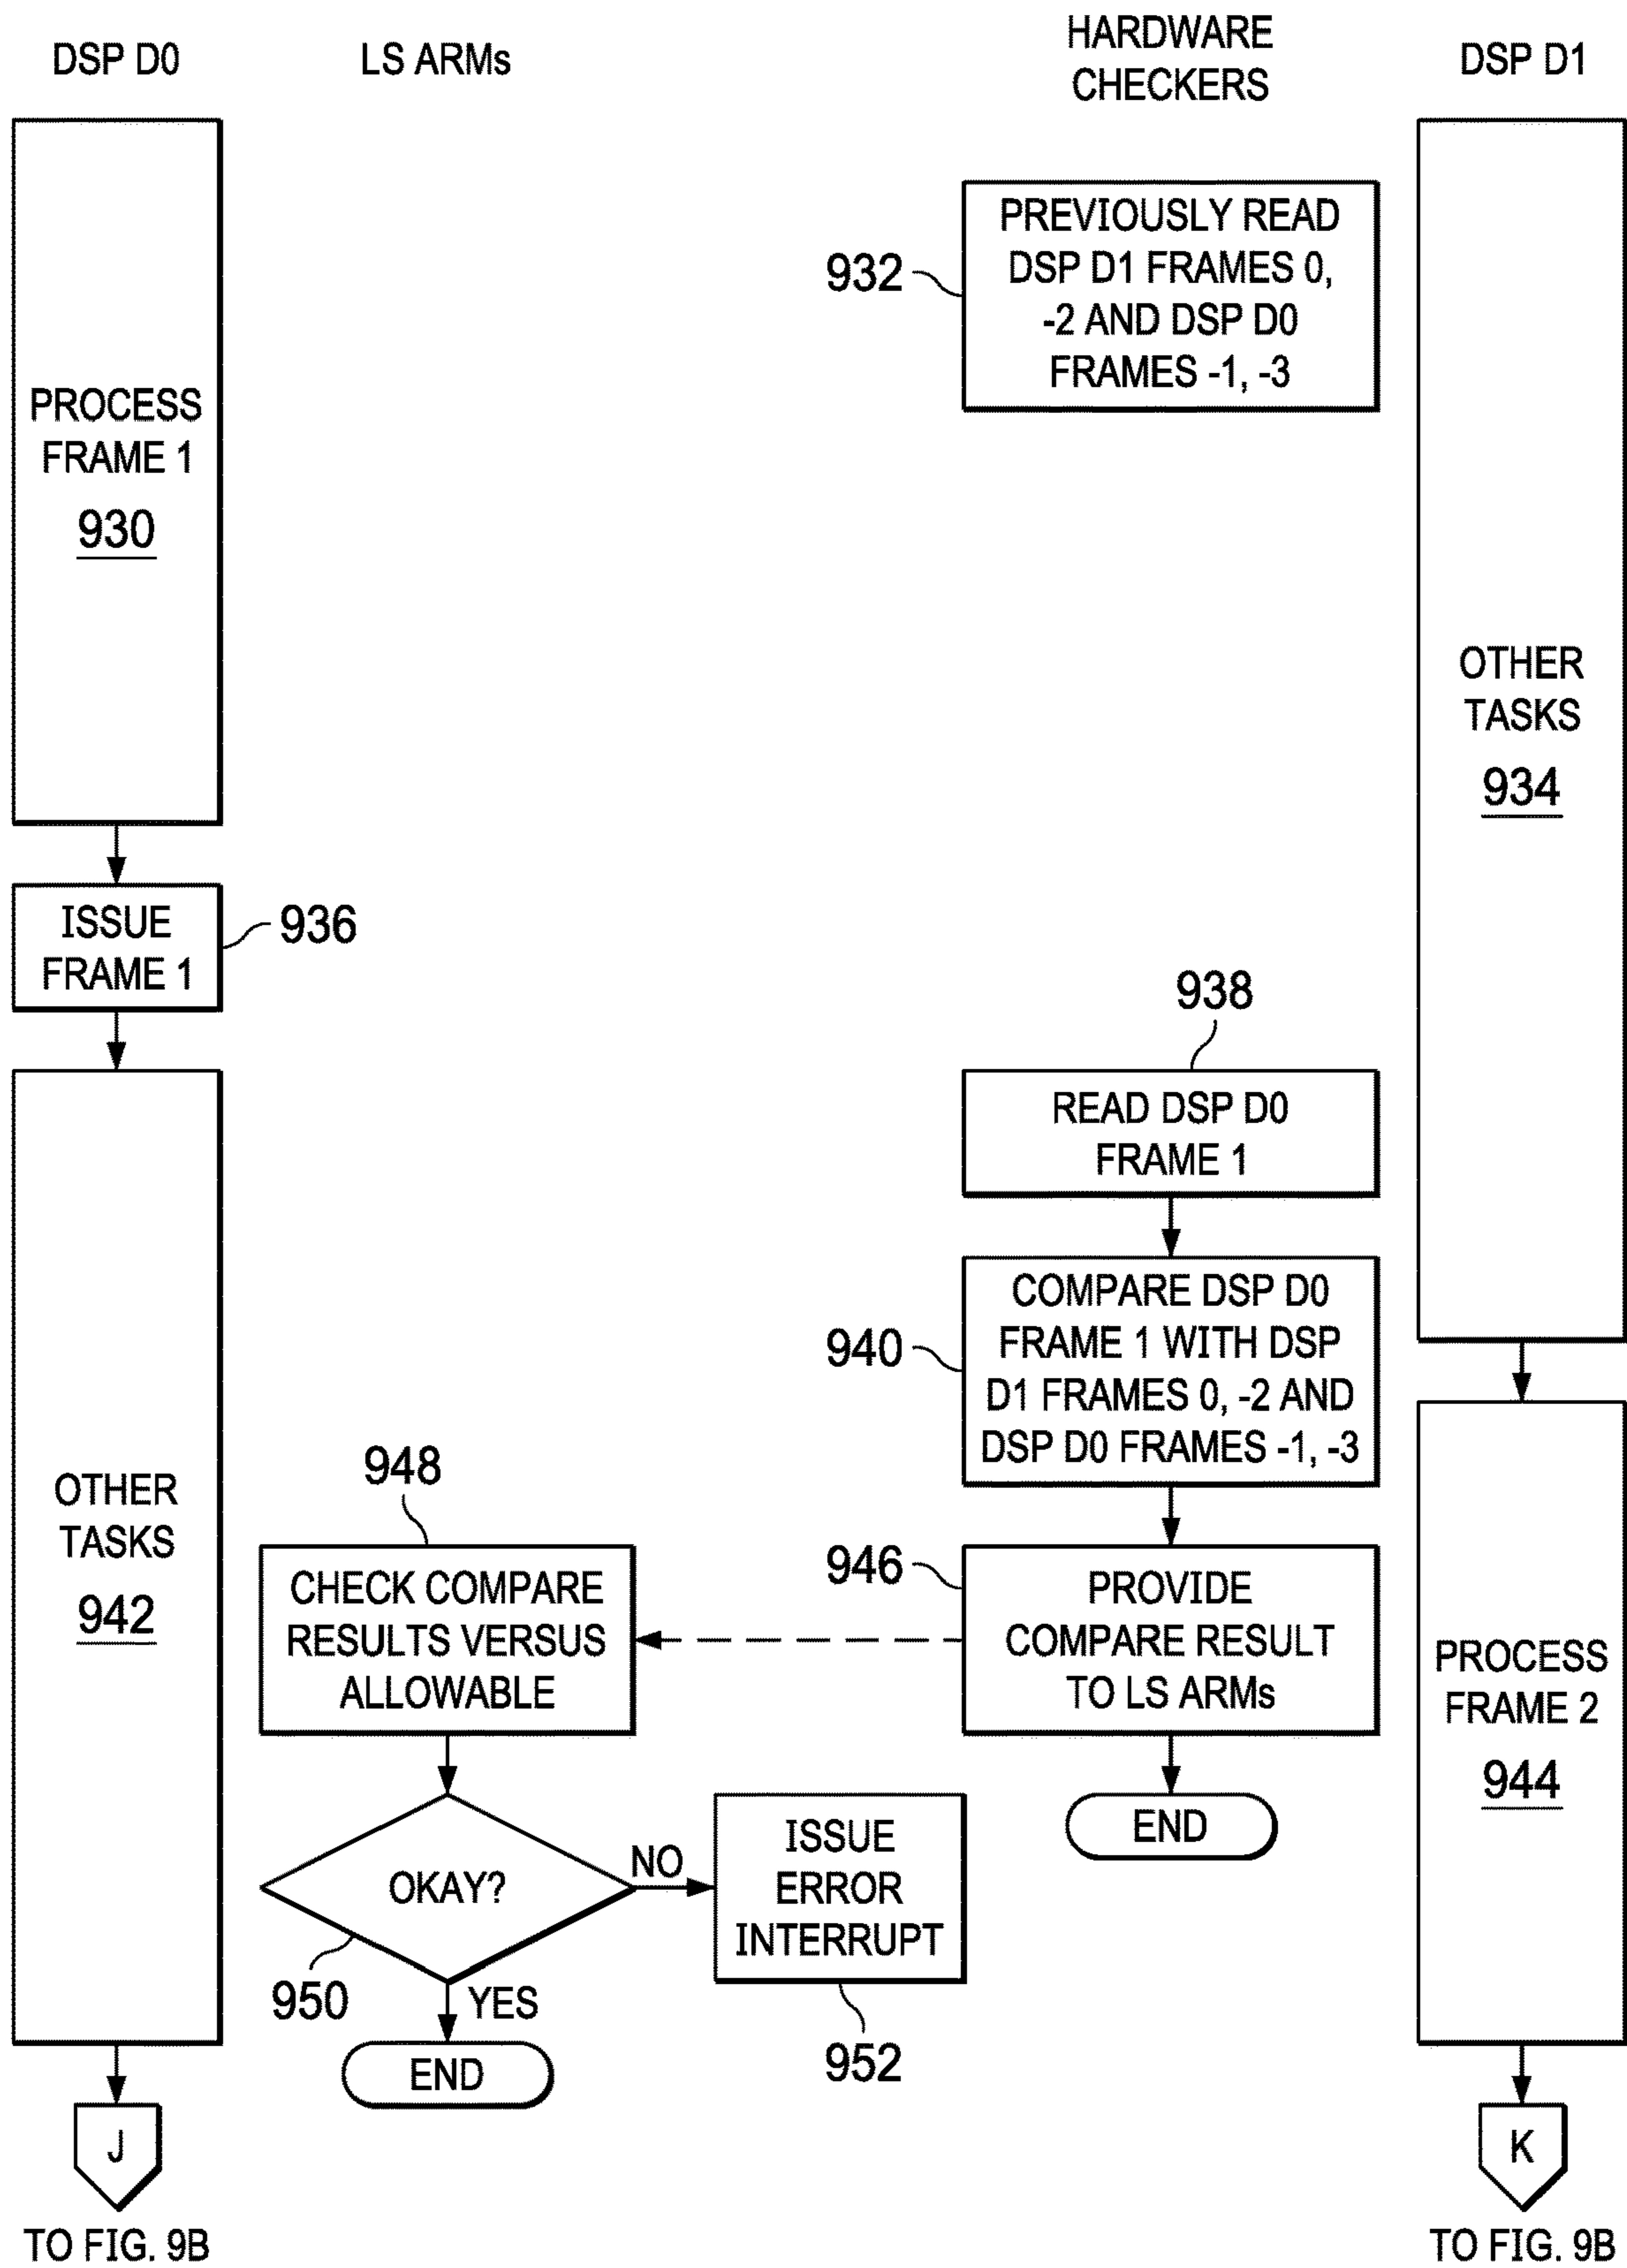 DSP D0
LS ARMs
HARDWARE
CHECKERS
DSP D1
PROCESS
FRAME 1
930
932
PREVIOUSLY READ
DSP D1 FRAMES 0,
-2 AND DSP D0
FRAMES -1, -3
OTHER
TASKS
934
ISSUE
FRAME 1
936
938
READ DSP D0
FRAME 1
940
COMPARE DSP D0
FRAME 1 WITH DSP
D1 FRAMES 0, -2 AND
DSP D0 FRAMES -1, -3
OTHER
TASKS
942
948
CHECK COMPARE
RESULTS VERSUS
ALLOWABLE
946
PROVIDE
COMPARE RESULT
TO LS ARMs
PROCESS
FRAME 2
944
OKAY?
950
NO
YES
ISSUE
ERROR
INTERRUPT
952
END
END
J
TO FIG. 9B
K
TO FIG. 9B